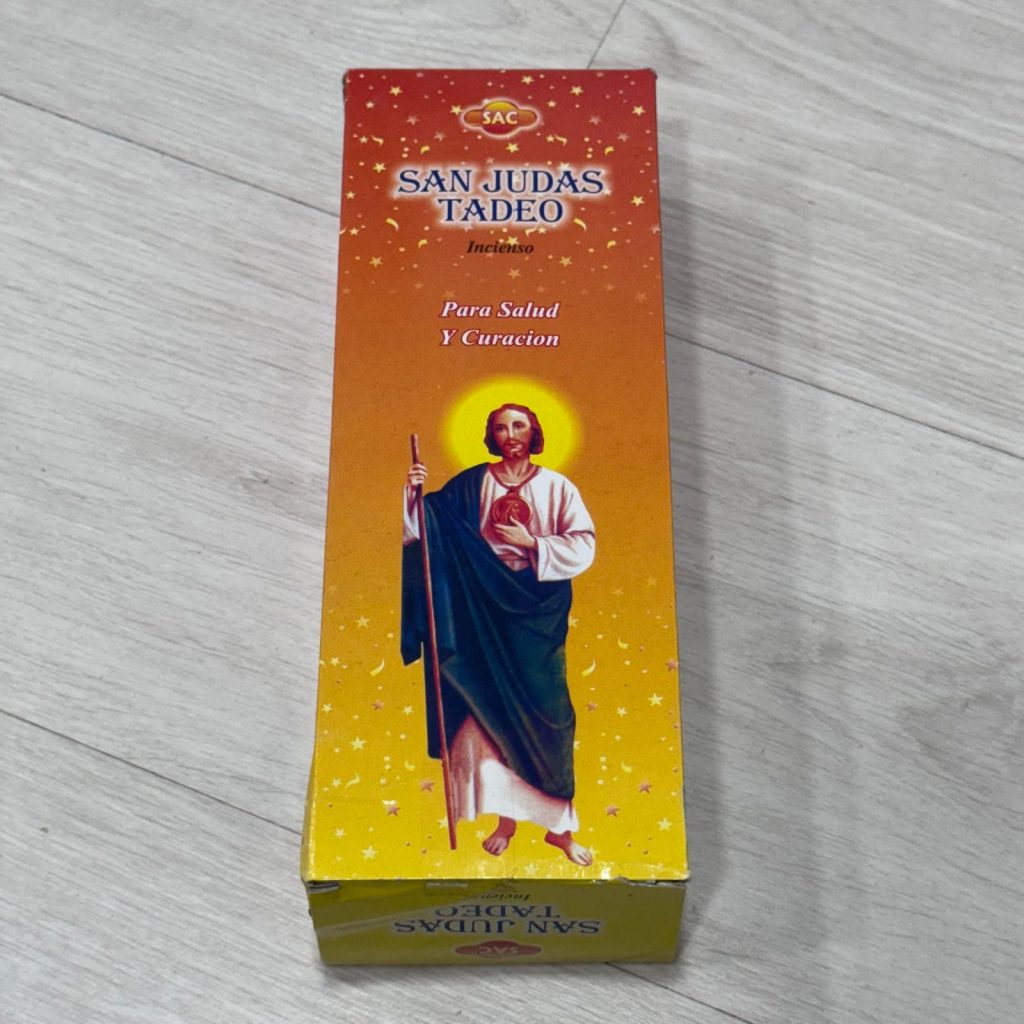 SAC
SAN JUDAS
TADEO
Incienso
Para Salud
Y Curacion
Incienso
TADEO
SAN JUDAS
SAC